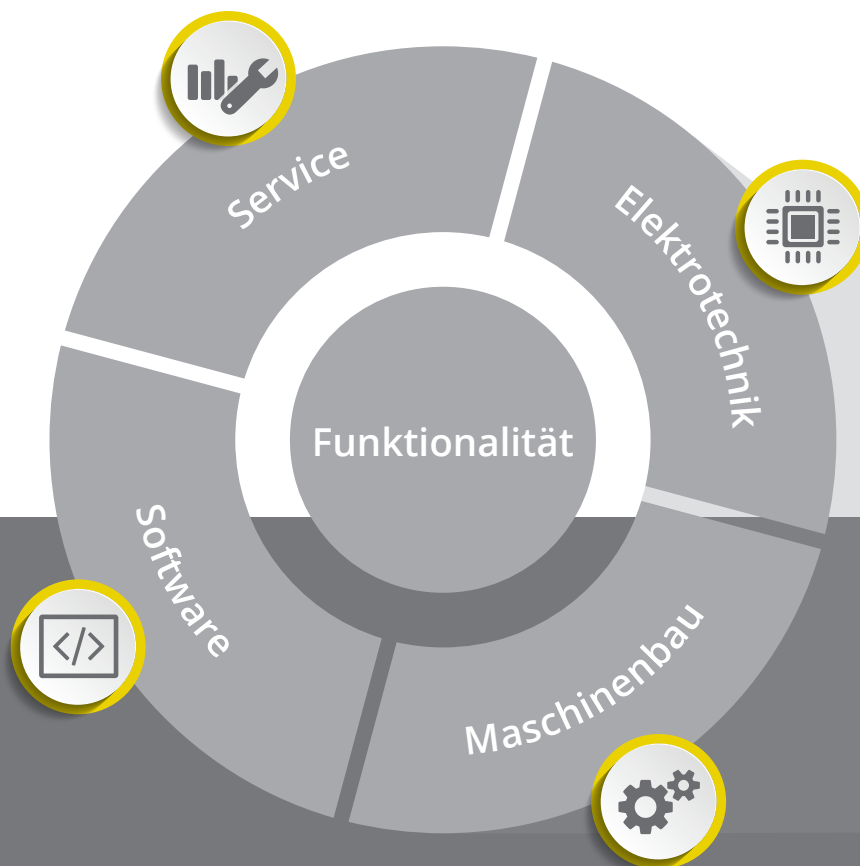 Service
Elektrotechnik
Funktionalität
Software
Maschinenbau
</>